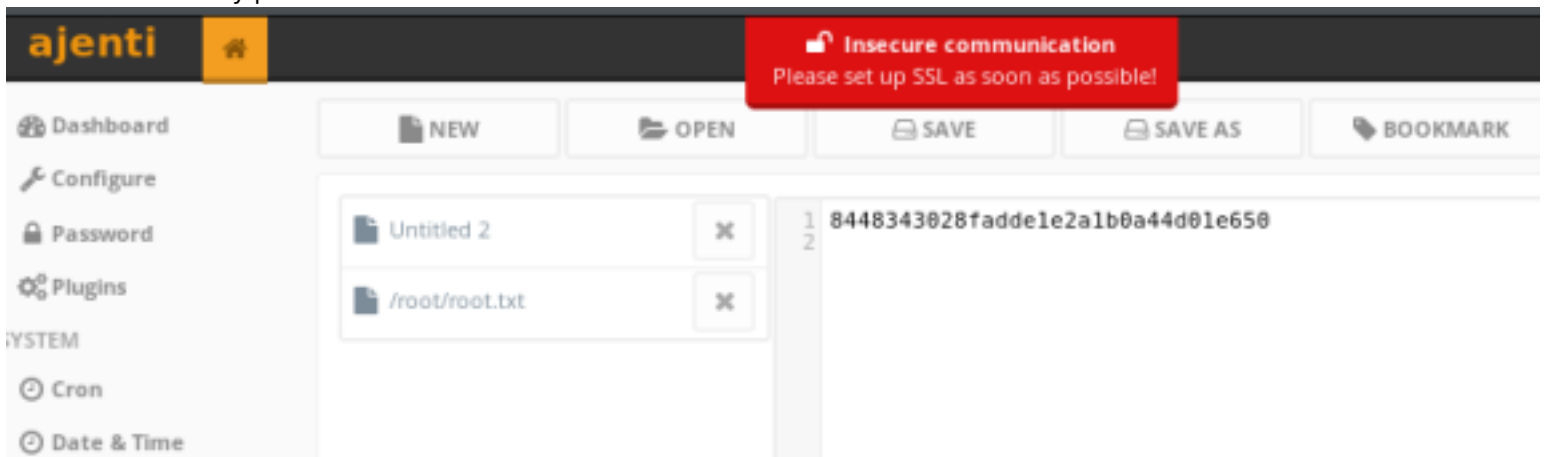 ajenti
Insecure communication
Please set up SSL as soon as possible!
Dashboard
NEW
OPEN
SAVE
SAVE AS
BOOKMARK
Configure
Password
Untitled 2
1 8448343028fadde1e2a1b0a44d01e650
2
Plugins
/root/root.txt
YSTEM
Cron
Date & Time